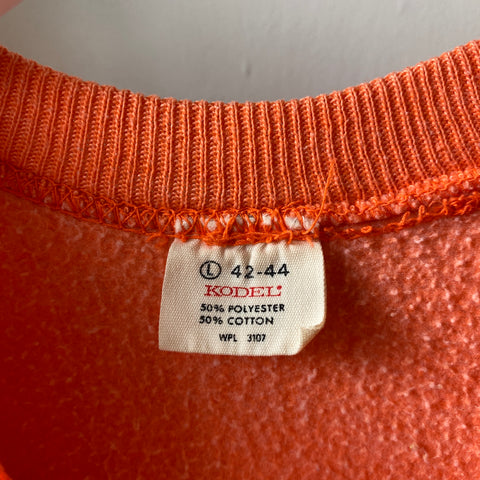 Ⓛ 42-44
KODEL
50% POLYESTER
50% COTTON
WPL 3107